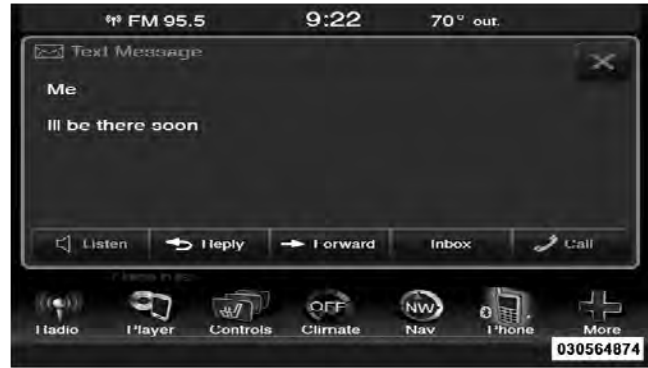 FM 95.5 9:22 70° out.
Text Message
Me
Ill be there soon
Listen Reply Forward Inbox Call
OFF NW
Radio Player Controls Climate Nav Phone More
030564874